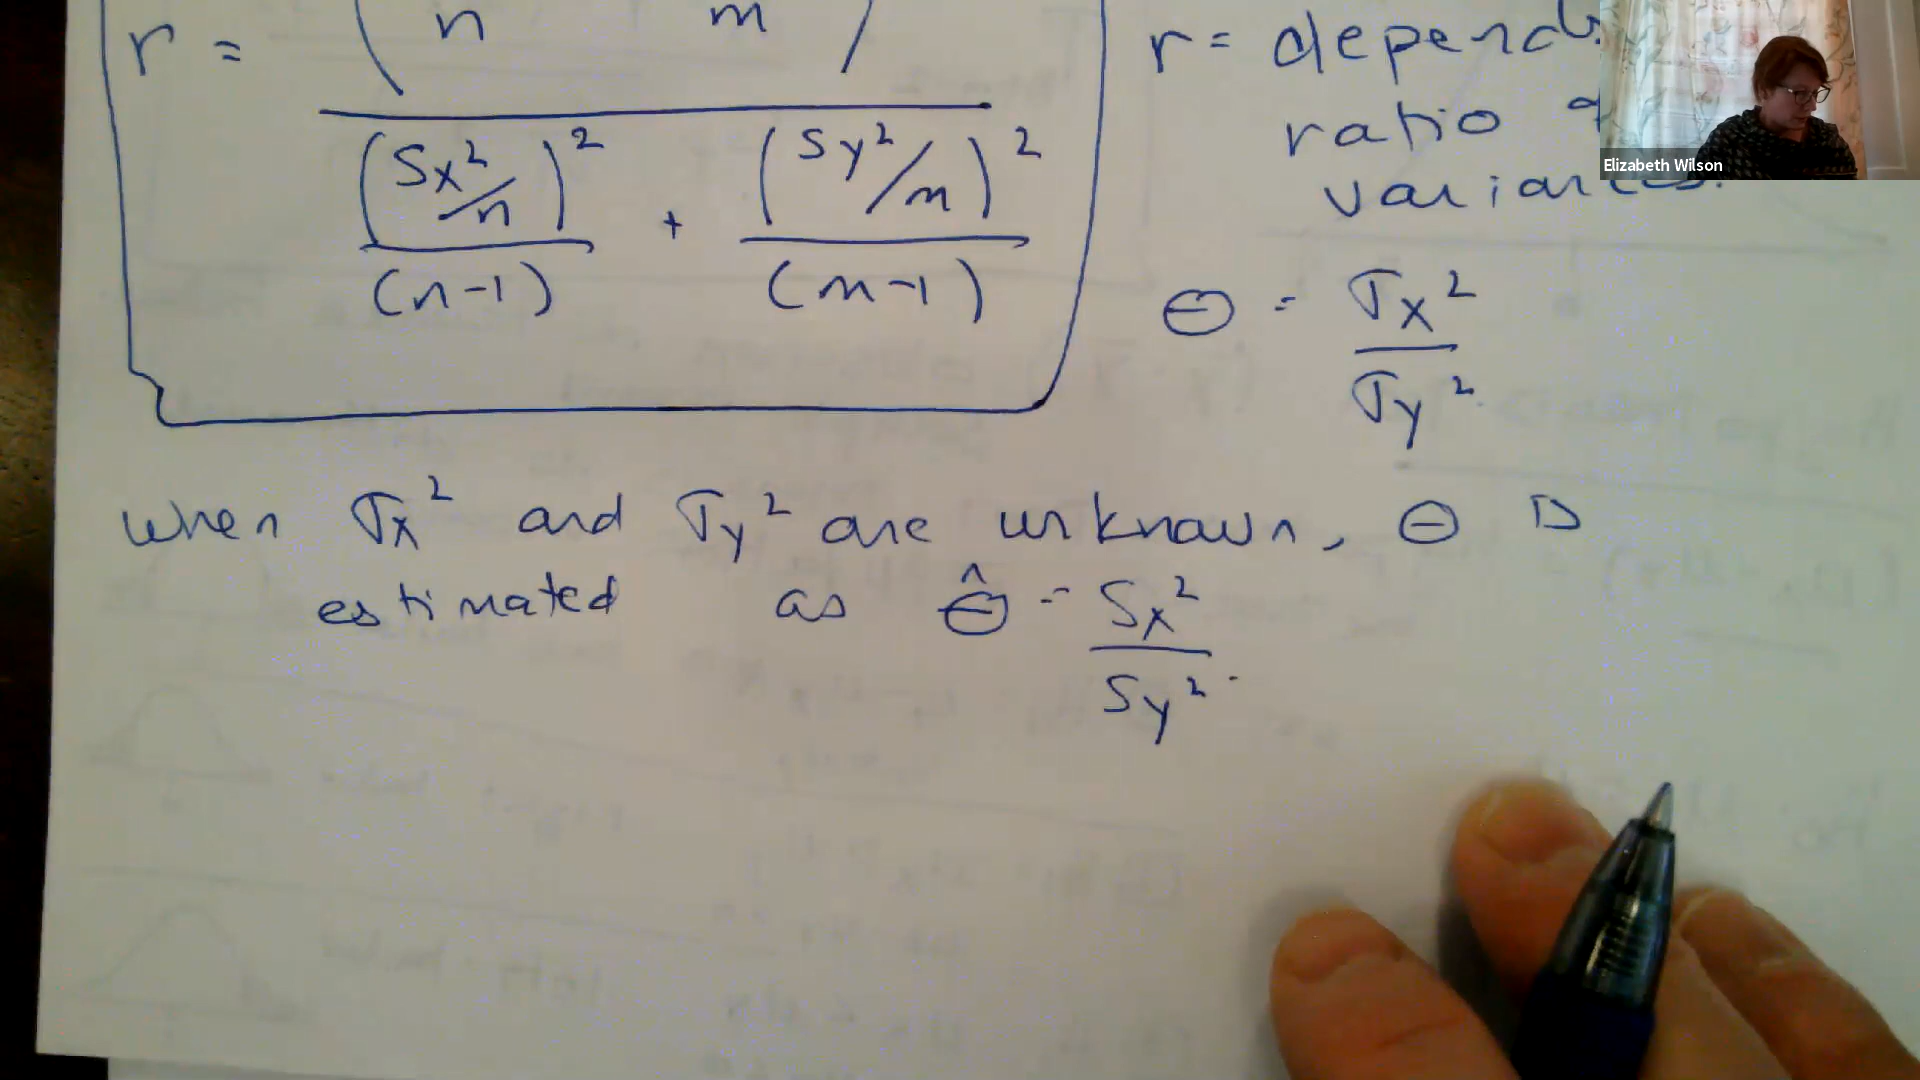 r = ( n m )
(Sx²/n)² + (Sy²/m)²
(n-1) (m-1)
r = depends
ratio
variances.
Elizabeth Wilson
Θ = σx²
σy²
when σx² and σy² are unknown, Θ is
estimated as Θ̂ = Sx²
Sy².